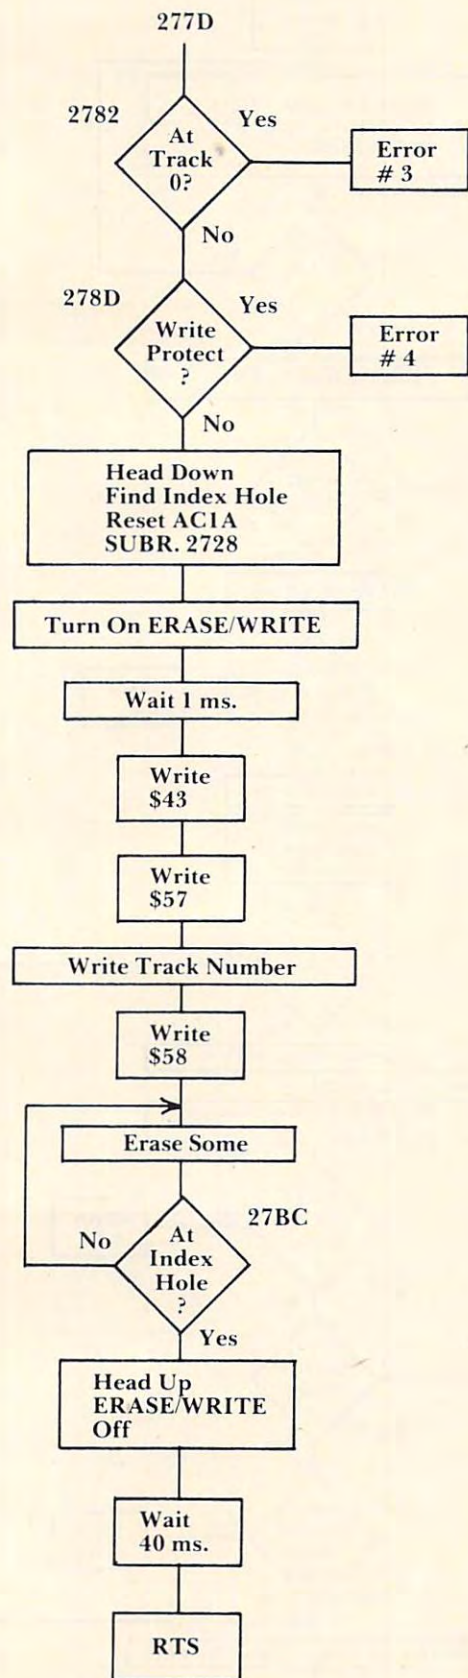 277D
2782
At
Track
0?
Yes
Error
# 3
No
278D
Write
Protect
?
Yes
Error
# 4
No
Head Down
Find Index Hole
Reset AC1A
SUBR. 2728
Turn On ERASE/WRITE
Wait 1 ms.
Write
$43
Write
$57
Write Track Number
Write
$58
Erase Some
At
Index
Hole
?
27BC
No
Yes
Head Up
ERASE/WRITE
Off
Wait
40 ms.
RTS